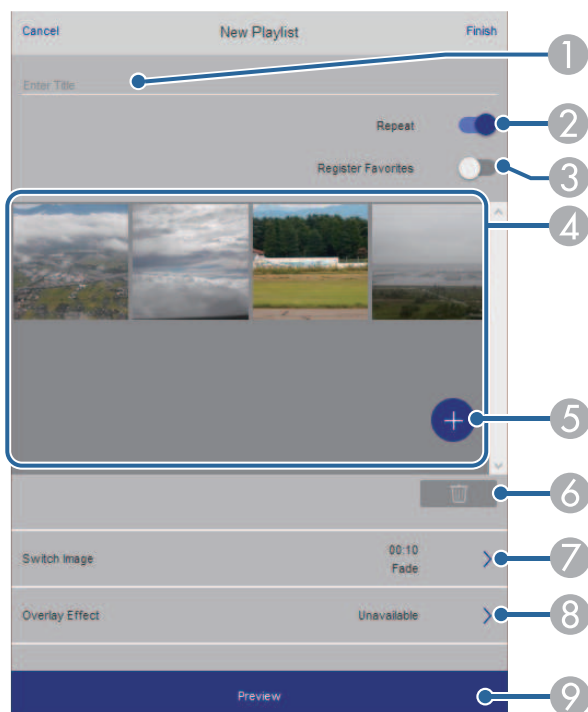 Cancel New Playlist Finish
1
Enter Title
Repeat
2
Register Favorites
3
4
5
6
Switch Image 00:10
Fade
7
Overlay Effect Unavailable
8
Preview
9